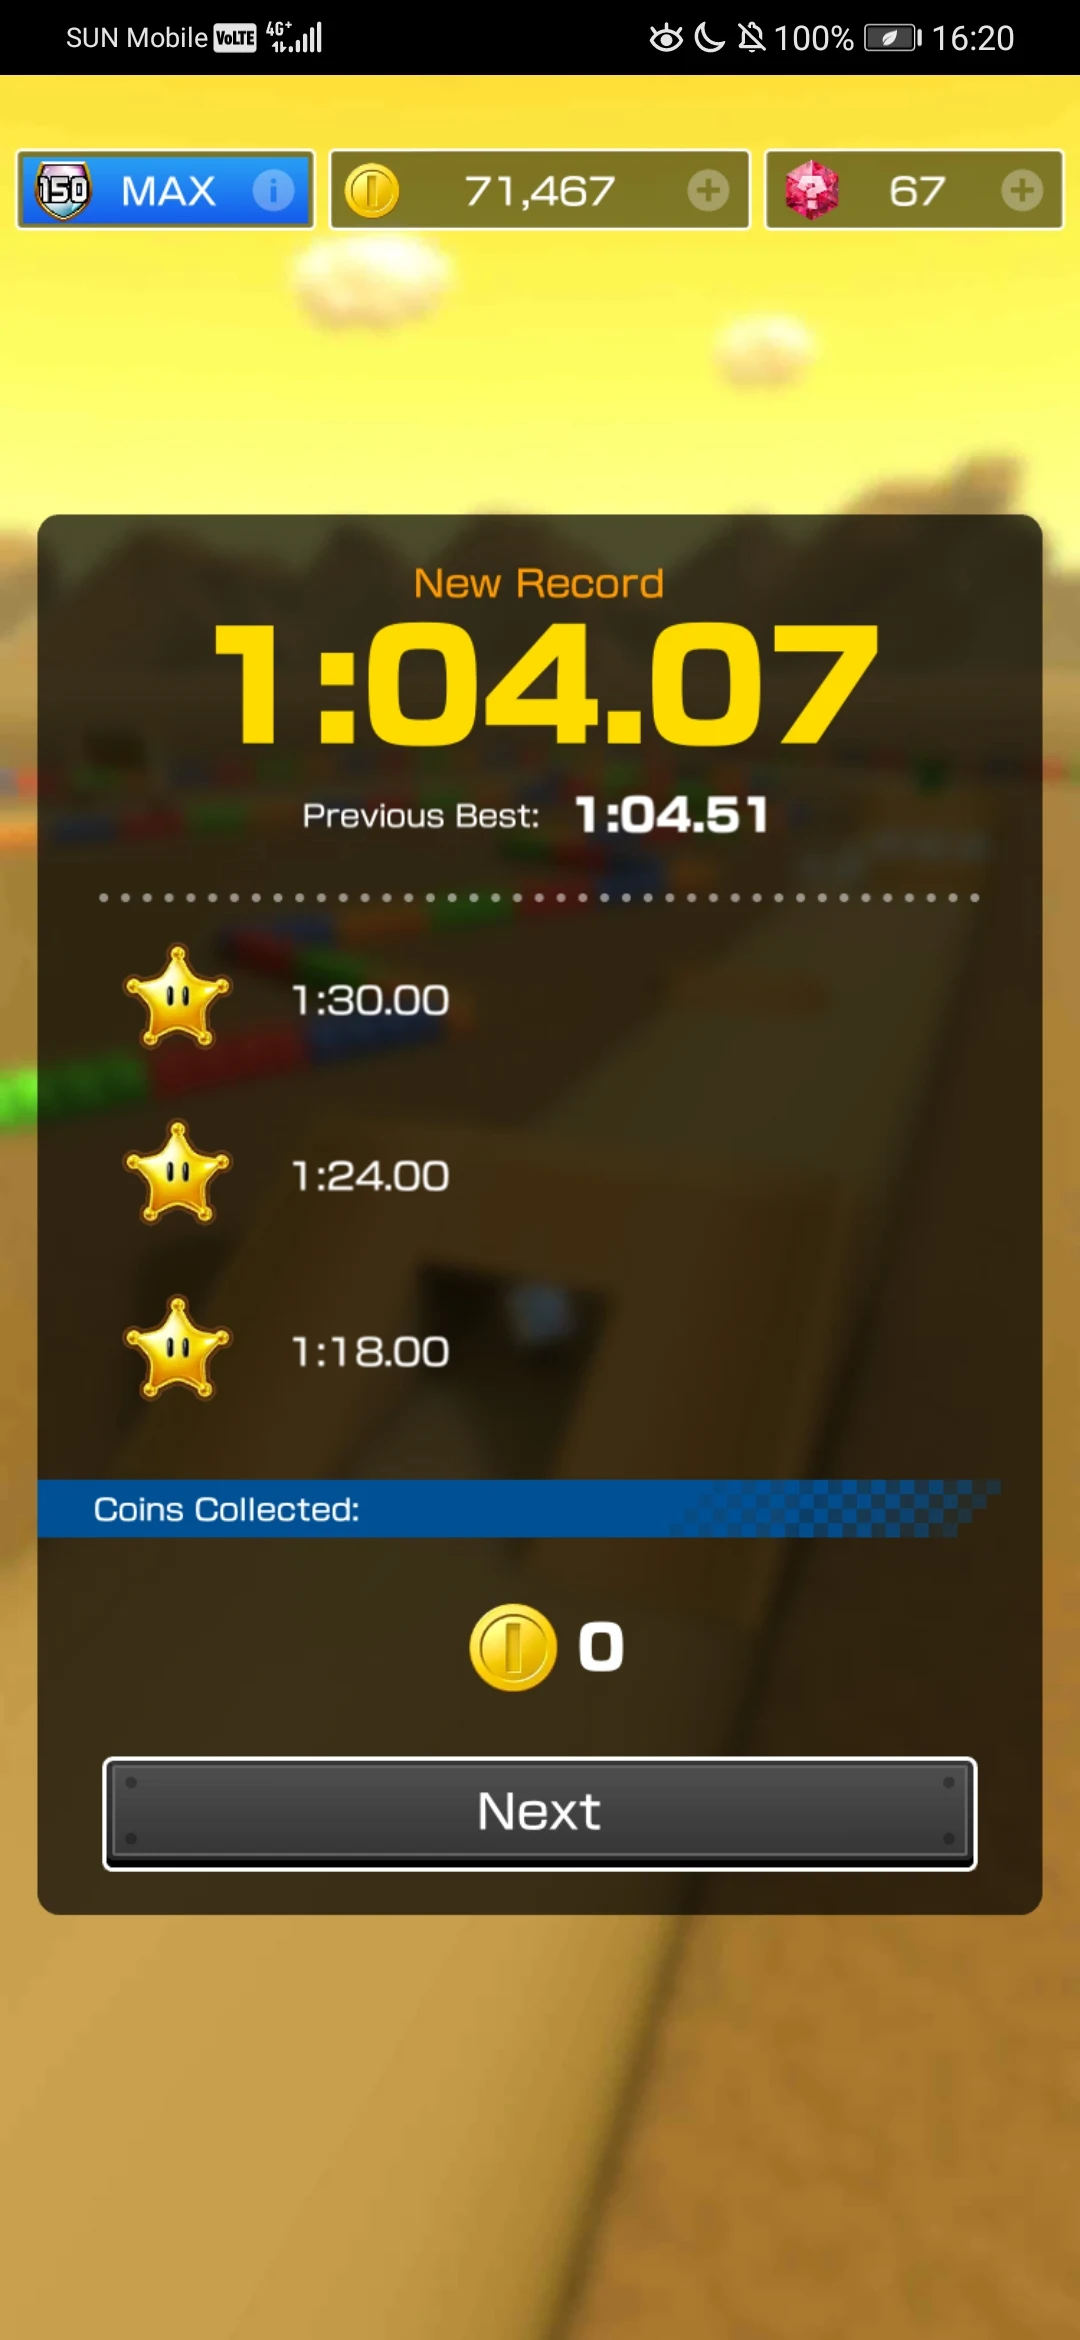 SUN Mobile VoLTE 4G+ 100% 16:20
150 MAX i 71,467 + 67 +
New Record
1:04.07
Previous Best: 1:04.51
1:30.00
1:24.00
1:18.00
Coins Collected:
0
Next